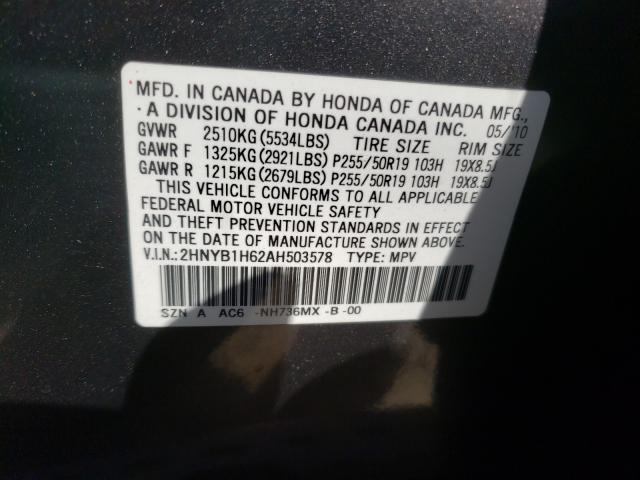 MFD. IN CANADA BY HONDA OF CANADA MFG.,
A DIVISION OF HONDA CANADA INC. 05/10
GVWR 2510KG(5534LBS) TIRE SIZE RIM SIZE
GAWR F 1325KG(2921LBS) P255/50R19 103H 19X8.5J
GAWR R 1215KG(2679LBS) P255/50R19 103H 19X8.5J
THIS VEHICLE CONFORMS TO ALL APPLICABLE
FEDERAL MOTOR VEHICLE SAFETY
AND THEFT PREVENTION STANDARDS IN EFFECT
ON THE DATE OF MANUFACTURE SHOWN ABOVE.
V.I.N.:2HNYB1H62AH503578 TYPE: MPV
SZN A AC6 -NH736MX -B -00